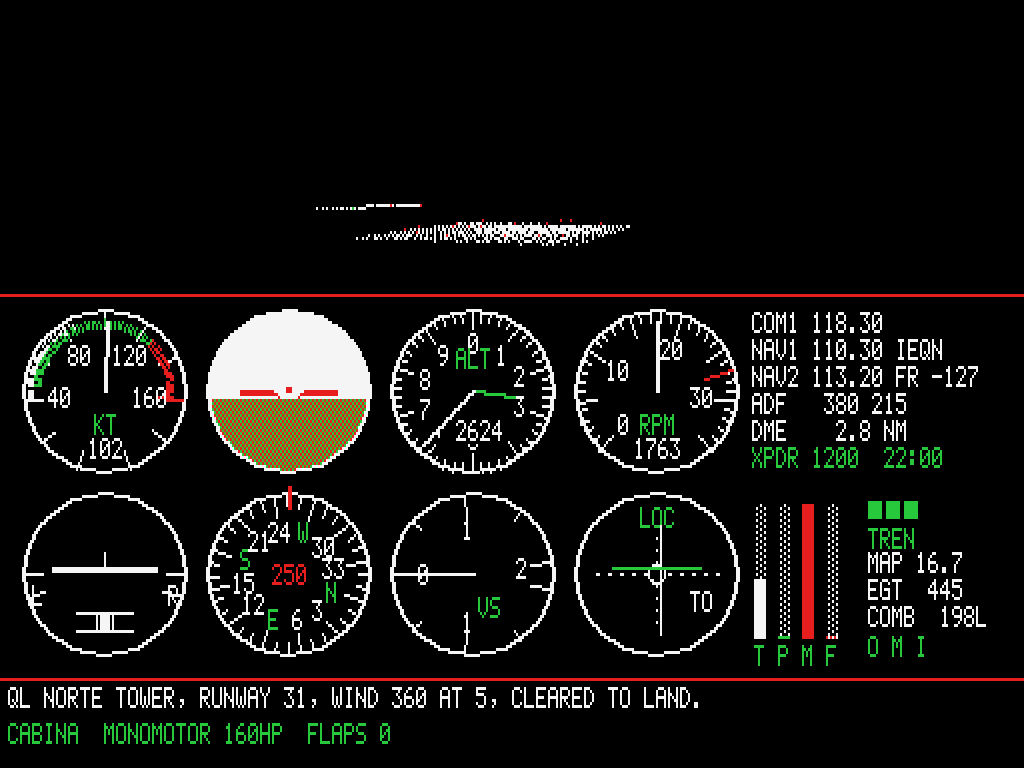 80 120
40 160
KT
102
0
9 ALT 1
8 2
7 3
2624
6
20
10
30
0 RPM
1763
COM1 118.30
NAV1 110.30 IEQN
NAV2 113.20 FR -127
ADF 380 215
DME 2.8 NM
XPDR 1200 22:00
L R
24 W
21 30
S 33
250
15 N
12 3
E 6
1
0 2
VS
1
LOC
TO
T P M F
TREN
MAP 16.7
EGT 445
COMB 198L
O M I
QL NORTE TOWER, RUNWAY 31, WIND 360 AT 5, CLEARED TO LAND.
CABINA MONOMOTOR 160HP FLAPS 0